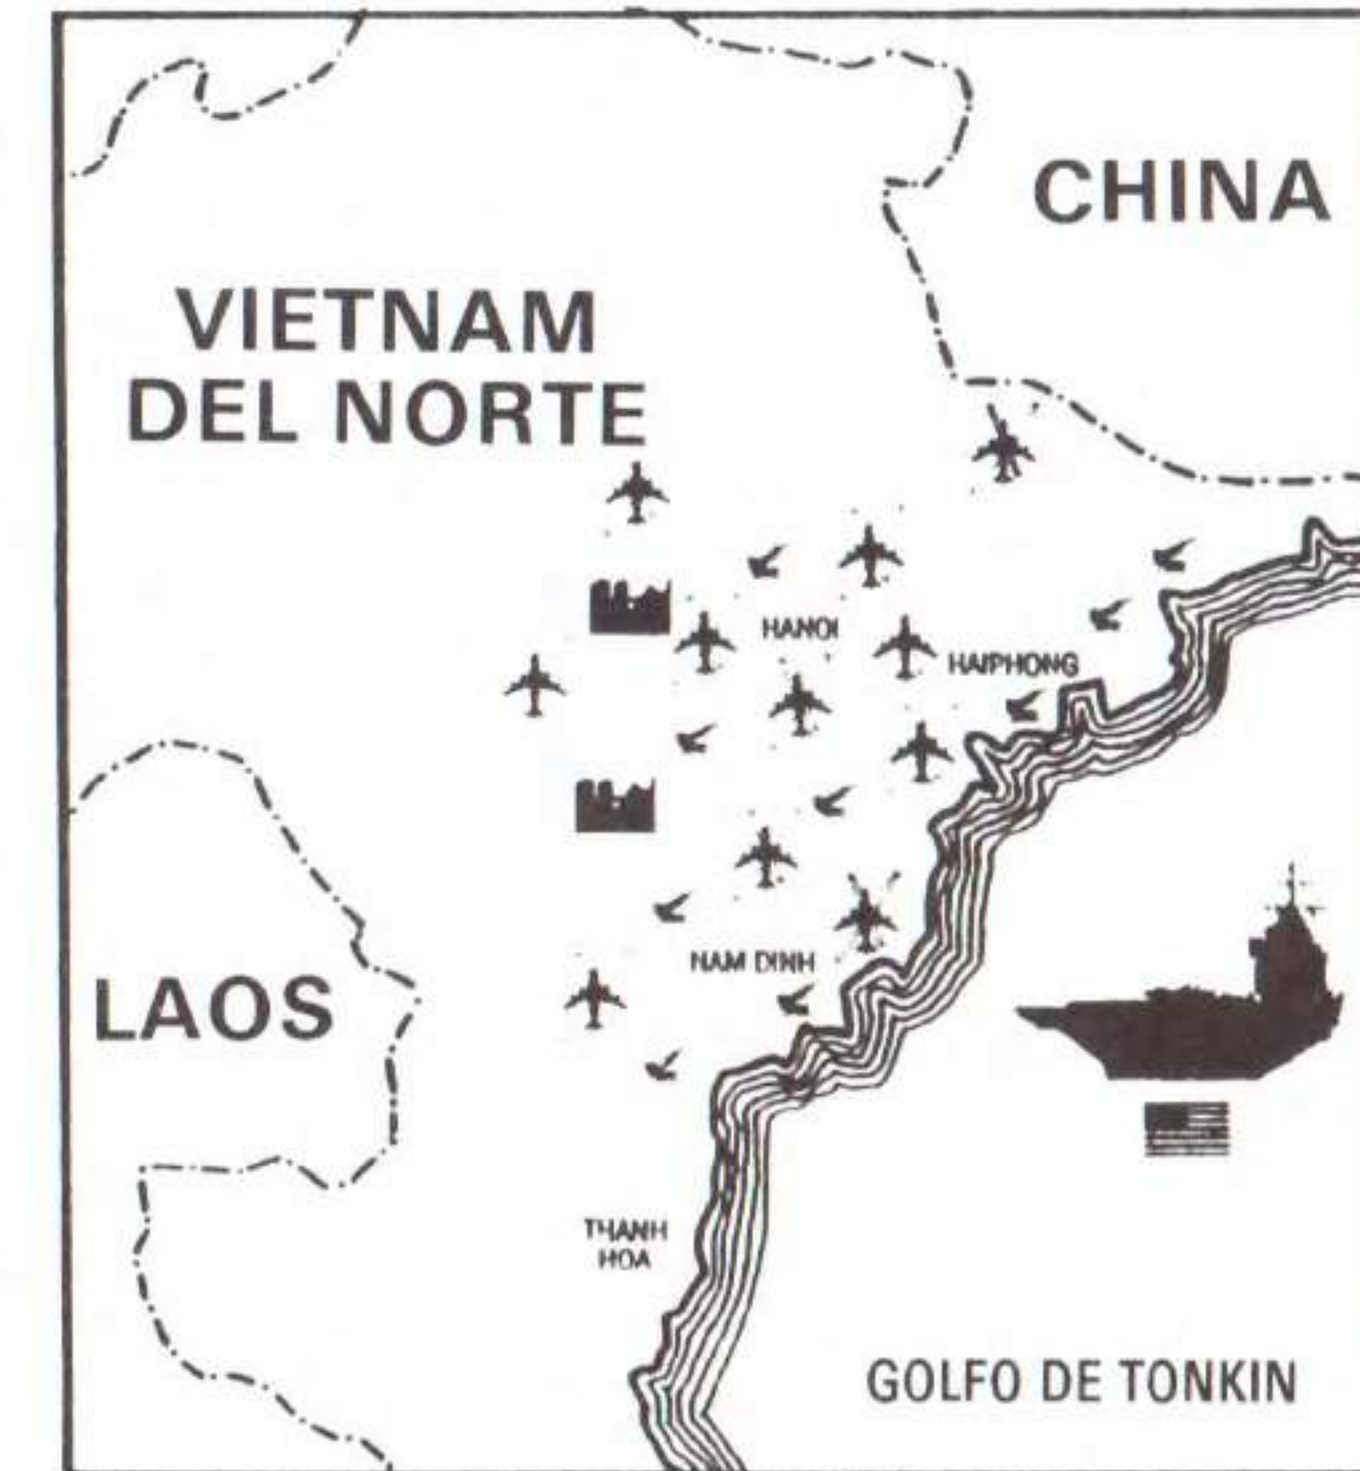 CHINA
VIETNAM
DEL NORTE
HANOI
HAIPHONG
NAM DINH
LAOS
THANH
HOA
GOLFO DE TONKIN